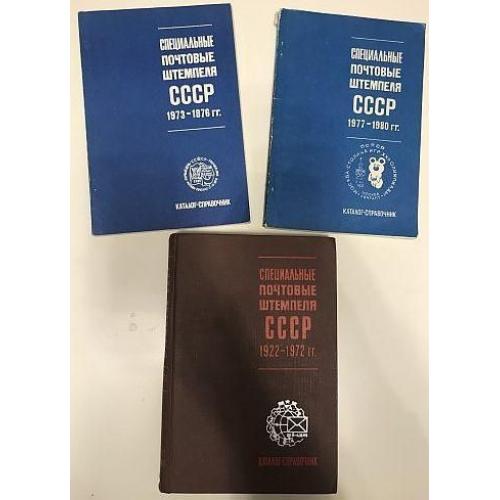 СПЕЦИАЛЬНЫЕ
ПОЧТОВЫЕ
ШТЕМПЕЛЯ
СССР
1973–1976 гг.
КАТАЛОГ-СПРАВОЧНИК
СПЕЦИАЛЬНЫЕ
ПОЧТОВЫЕ
ШТЕМПЕЛЯ
СССР
1977–1980 гг.
КАТАЛОГ-СПРАВОЧНИК
СПЕЦИАЛЬНЫЕ
ПОЧТОВЫЕ
ШТЕМПЕЛЯ
СССР
1922–1972 гг.
КАТАЛОГ-СПРАВОЧНИК